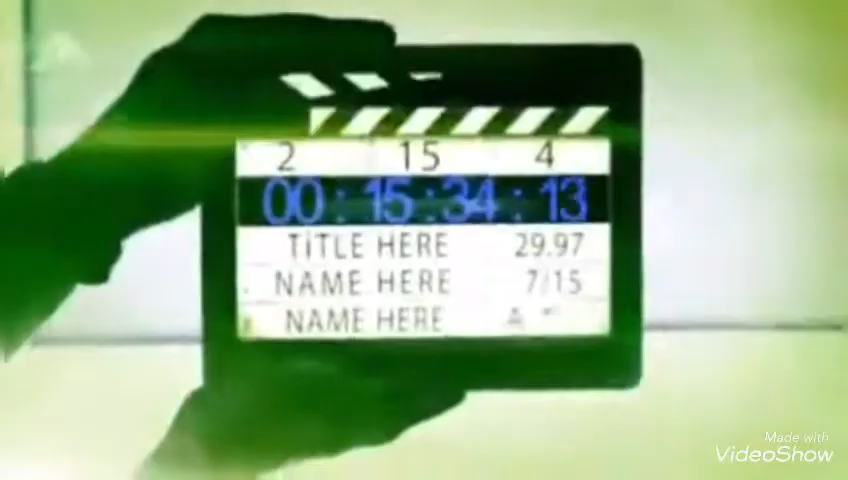 2 15 4
00:15:34:13
TiTLE HERE 29.97
NAME HERE 7/15
NAME HERE
Made with
VideoShow